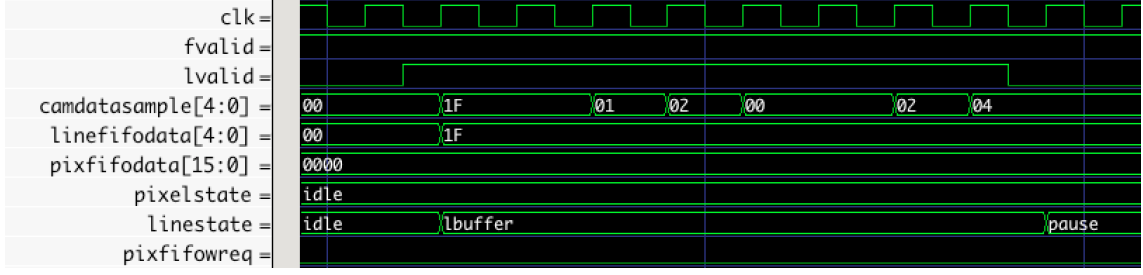 clk =
fvalid =
lvalid =
camdatasample[4:0] = 00 1F 01 02 00 02 04
linefifodata[4:0] = 00 1F
pixfifodata[15:0] = 0000
pixelstate = idle
linestate = idle lbuffer pause
pixfifowreq =